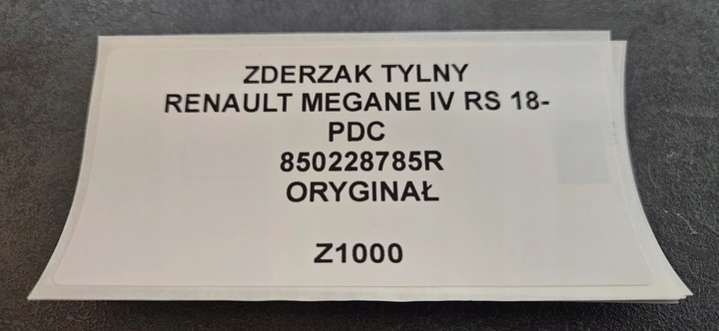 ZDERZAK TYLNY
RENAULT MEGANE IV RS 18-
PDC
850228785R
ORYGINAŁ
Z1000